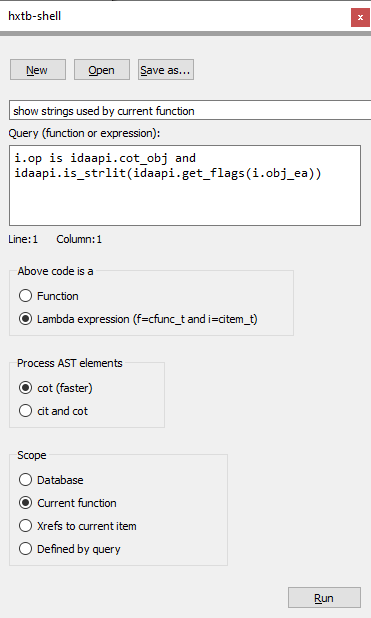 hxtb-shell
x
New Open Save as...
show strings used by current function
Query (function or expression):
i.op is idaapi.cot_obj and
idaapi.is_strlit(idaapi.get_flags(i.obj_ea))
Line:1 Column:1
Above code is a
Function
Lambda expression (f=cfunc_t and i=citem_t)
Process AST elements
cot (faster)
cit and cot
Scope
Database
Current function
Xrefs to current item
Defined by query
Run